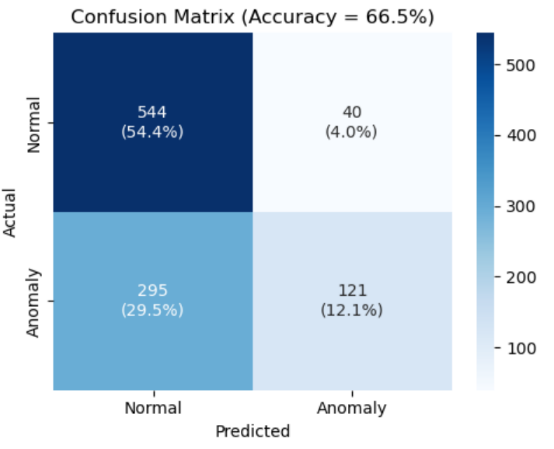 Confusion Matrix (Accuracy = 66.5%)
Actual
Normal
544
(54.4%)
40
(4.0%)
Anomaly
295
(29.5%)
121
(12.1%)
Normal
Anomaly
Predicted
500
400
300
200
100